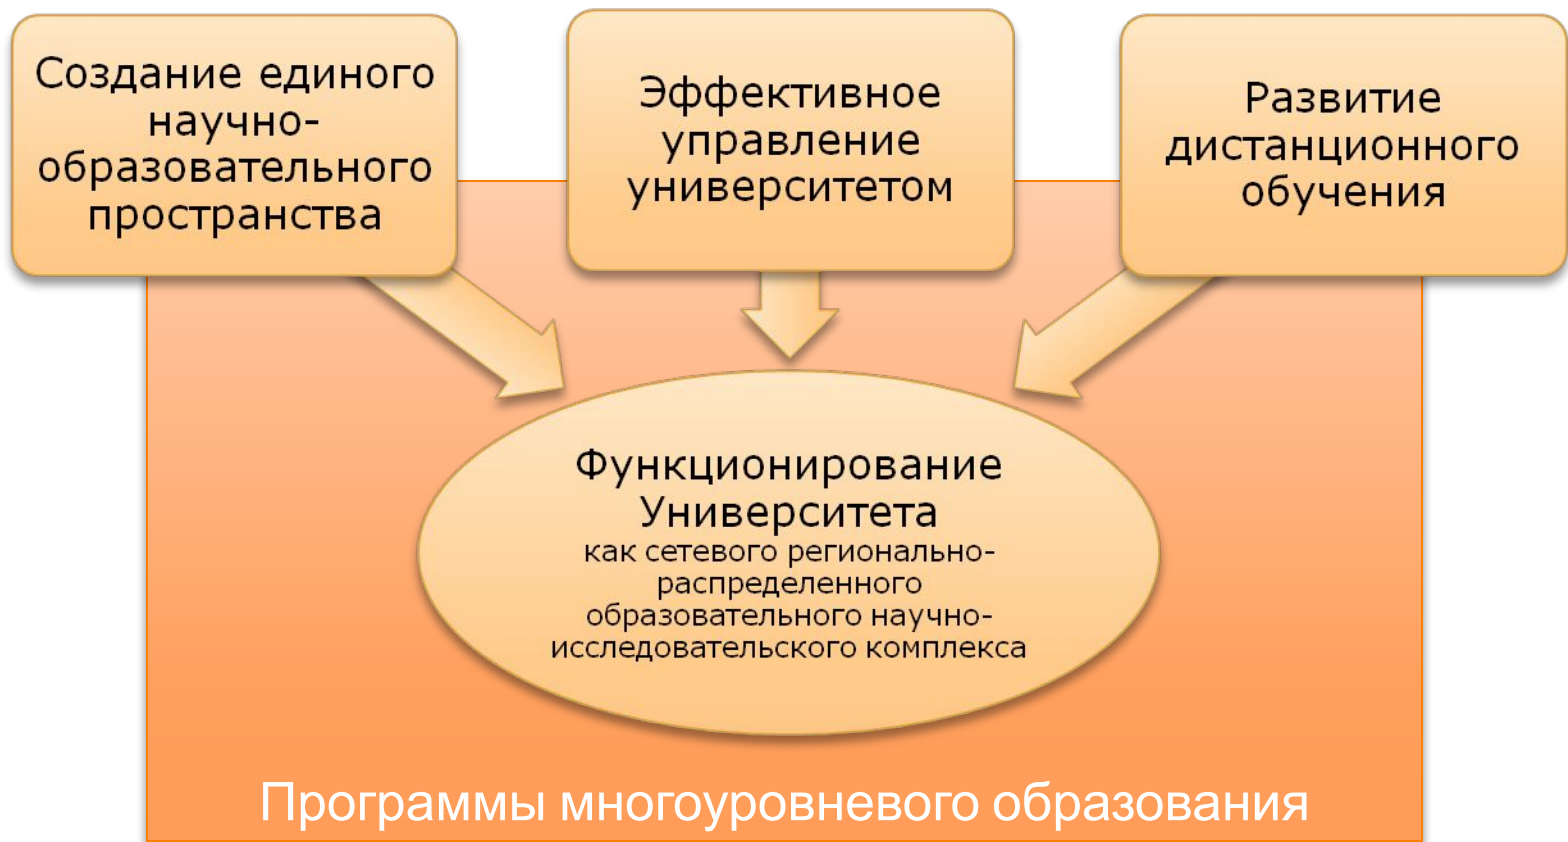 Создание единого
научно-
образовательного
пространства
Эффективное
управление
университетом
Развитие
дистанционного
обучения
Функционирование
Университета
как сетевого регионально-
распределенного
образовательного научно-
исследовательского комплекса
Программы многоуровневого образования